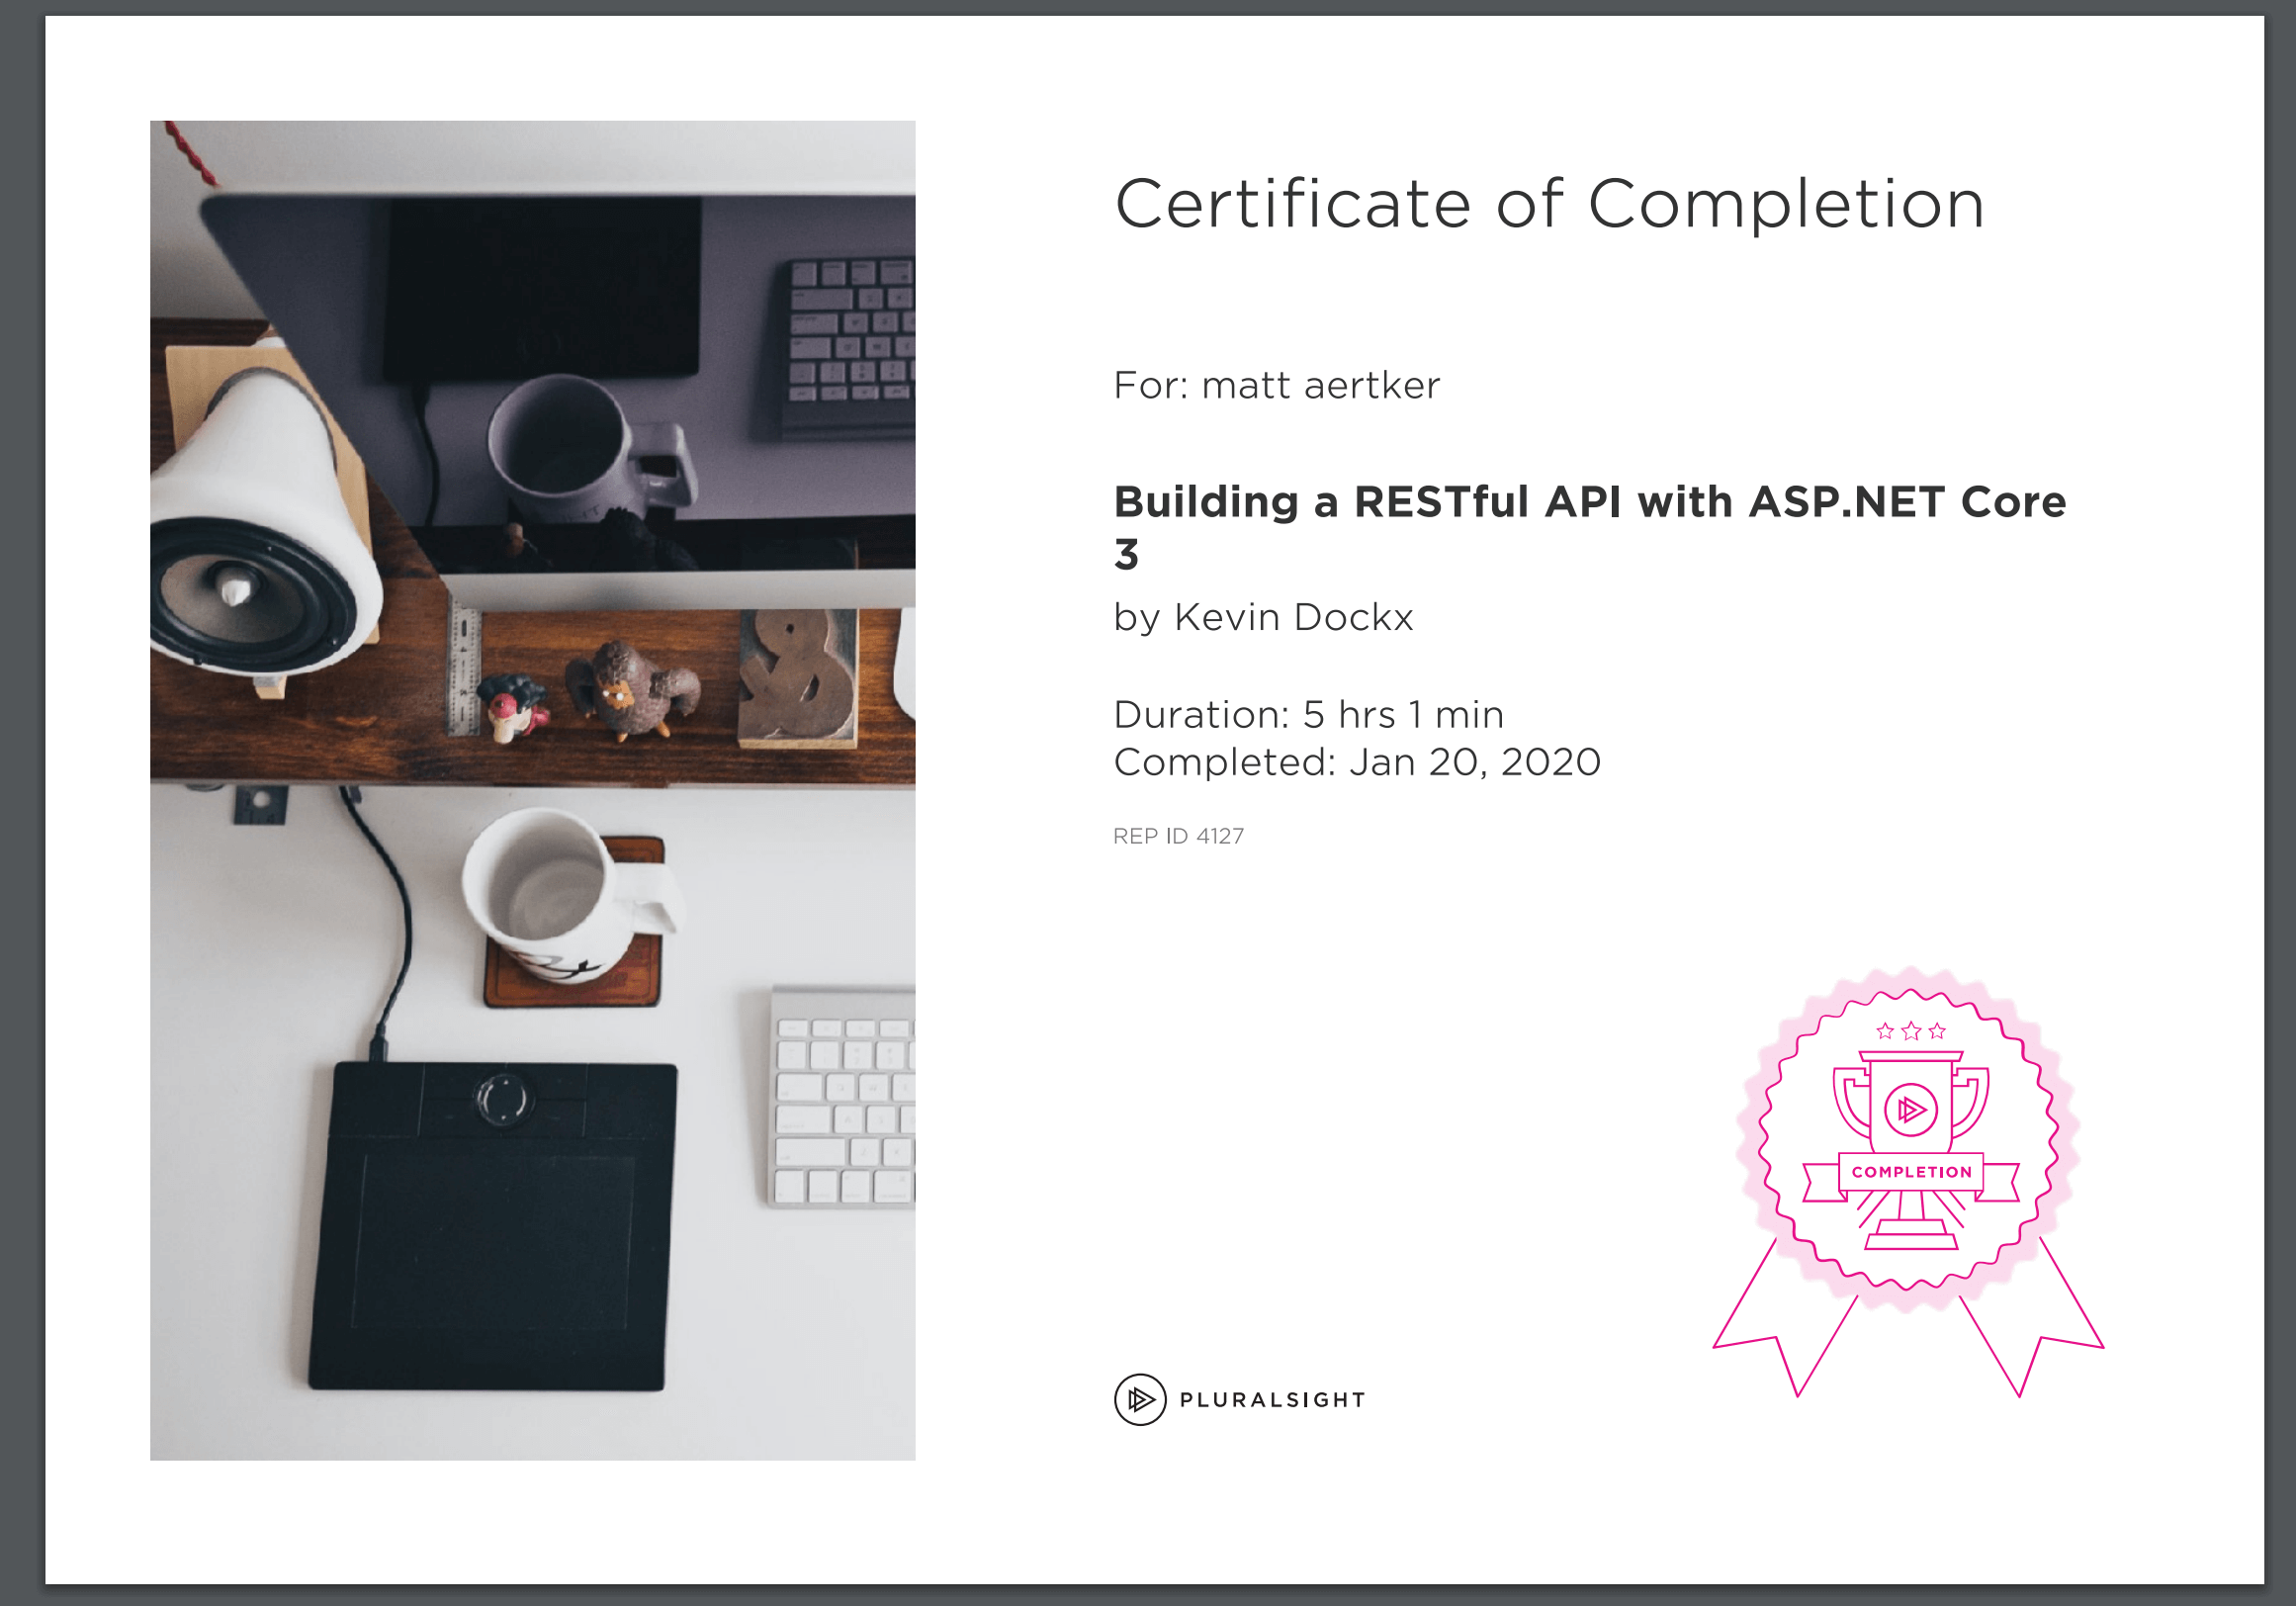 Certificate of Completion
For: matt aertker
Building a RESTful API with ASP.NET Core
3
by Kevin Dockx
Duration: 5 hrs 1 min
Completed: Jan 20, 2020
REP ID 4127
COMPLETION
PLURALSIGHT